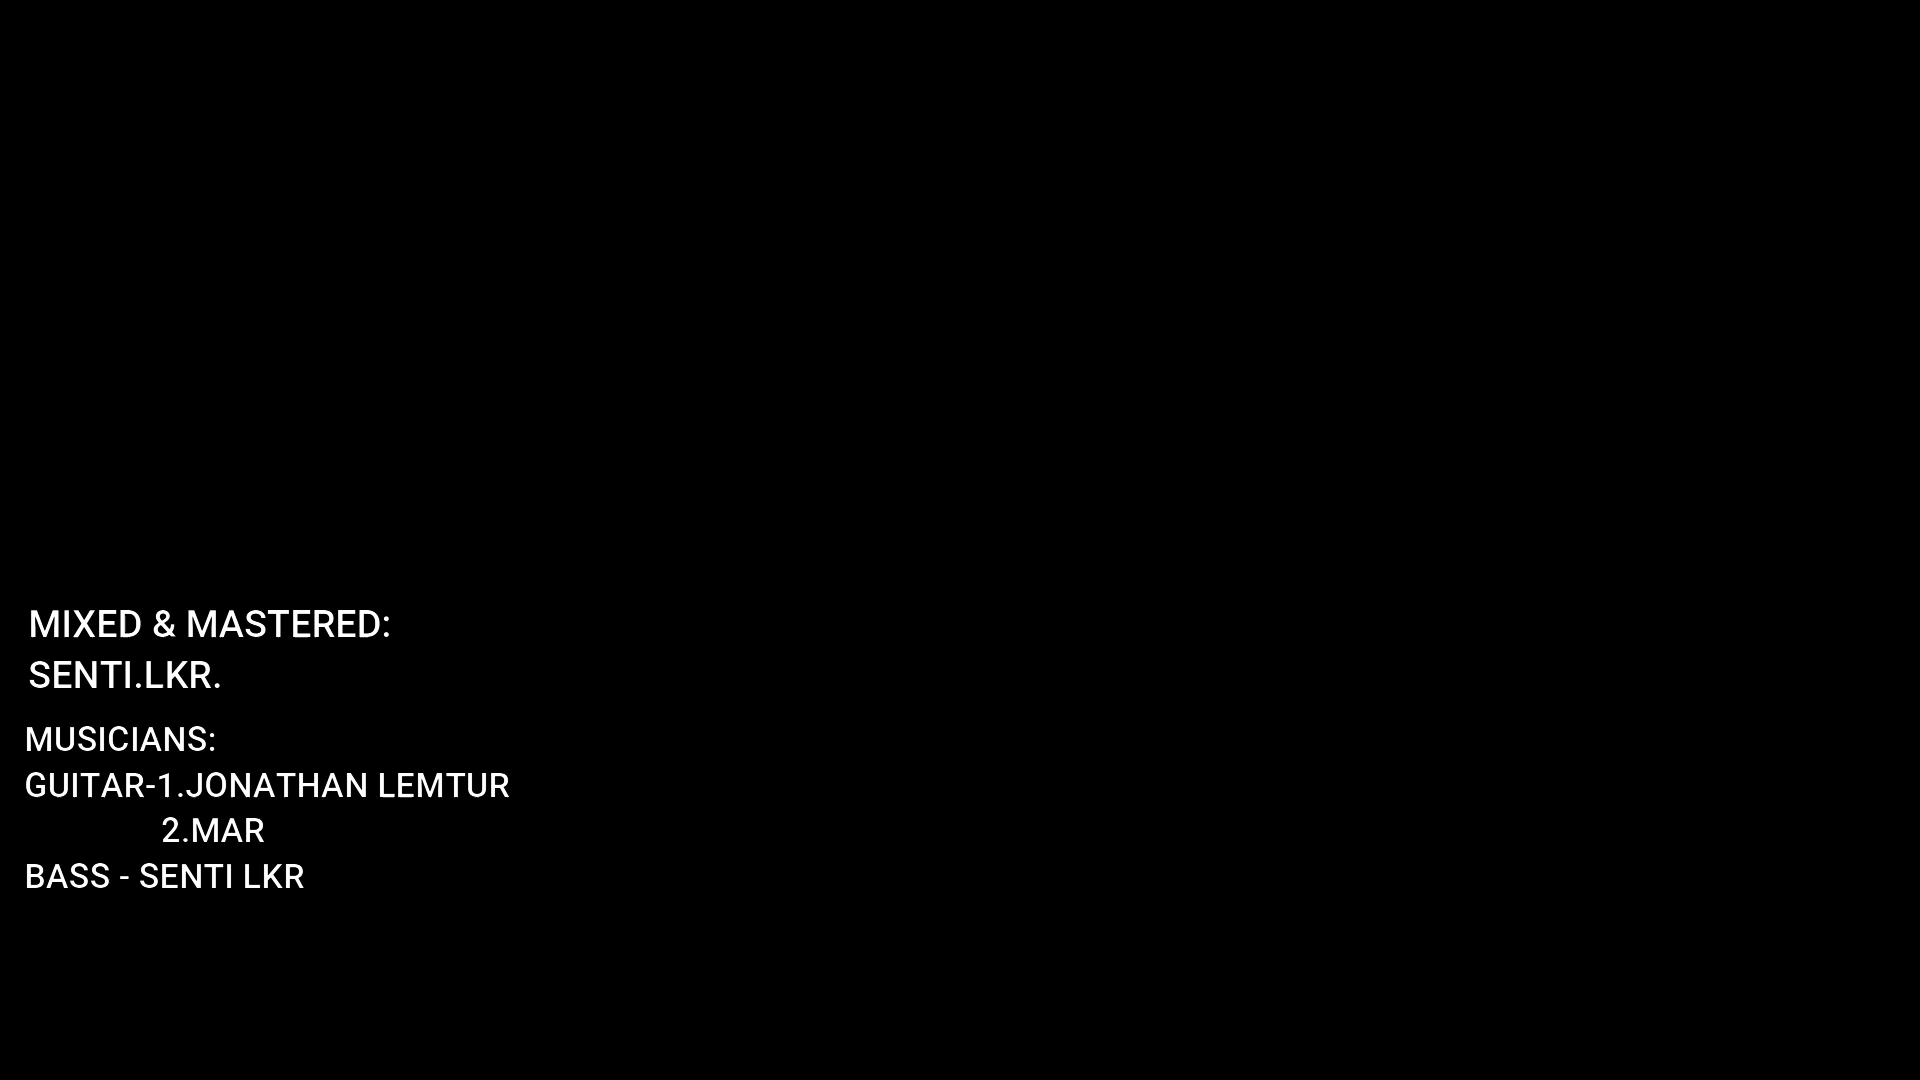 MIXED & MASTERED:
SENTI.LKR.
MUSICIANS:
GUITAR-1.JONATHAN LEMTUR
2.MAR
BASS - SENTI LKR